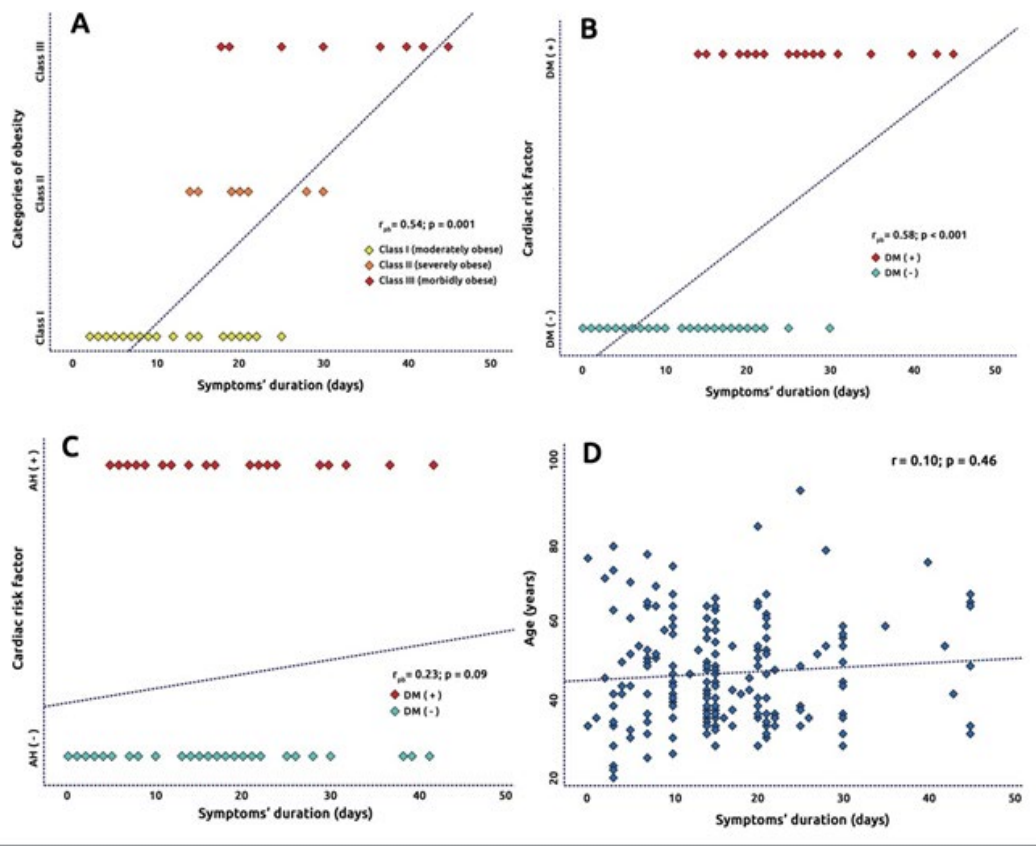 A
Categories of obesity
Class III
Class II
Class I
r_pb = 0.54; p = 0.001
Class I (moderately obese)
Class II (severely obese)
Class III (morbidly obese)
0 10 20 30 40 50
Symptoms' duration (days)
B
Cardiac risk factor
DM (+)
DM (-)
r_pb = 0.58; p < 0.001
DM (+)
DM (-)
0 10 20 30 40 50
Symptoms' duration (days)
C
Cardiac risk factor
AH (+)
AH (-)
r_pb = 0.23; p = 0.09
DM (+)
DM (-)
0 10 20 30 40 50
Symptoms' duration (days)
D
r = 0.10; p = 0.46
Age (years)
100
80
60
40
20
0 10 20 30 40 50
Symptoms' duration (days)